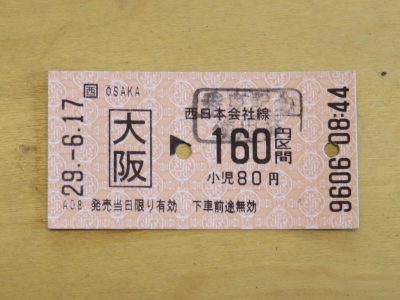 西 OSAKA
大阪
西日本会社線
▶160円区間
小児80円
A08 発売当日限り有効 下車前途無効
29.-6.17
9606 08:44